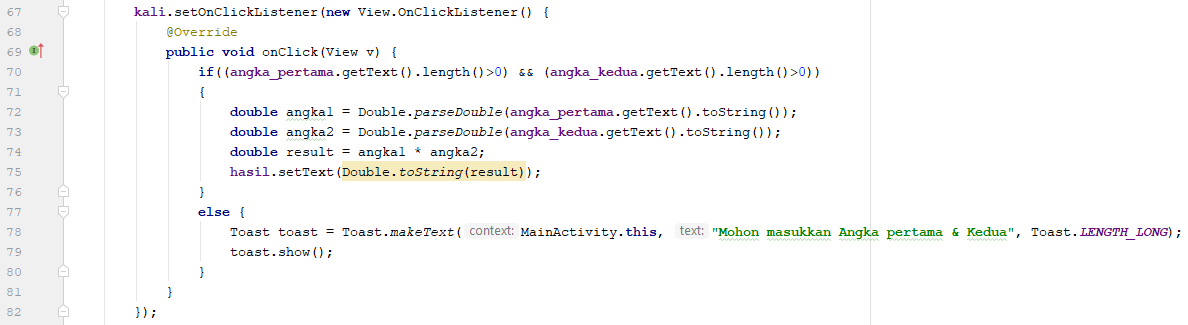 67 kali.setOnClickListener(new View.OnClickListener() {
68 @Override
69 public void onClick(View v) {
70 if((angka_pertama.getText().length()>0) && (angka_kedua.getText().length()>0))
71 {
72 double angka1 = Double.parseDouble(angka_pertama.getText().toString());
73 double angka2 = Double.parseDouble(angka_kedua.getText().toString());
74 double result = angka1 * angka2;
75 hasil.setText(Double.toString(result));
76 }
77 else {
78 Toast toast = Toast.makeText( context: MainActivity.this, text: "Mohon masukkan Angka pertama & Kedua", Toast.LENGTH_LONG);
79 toast.show();
80 }
81 }
82 });